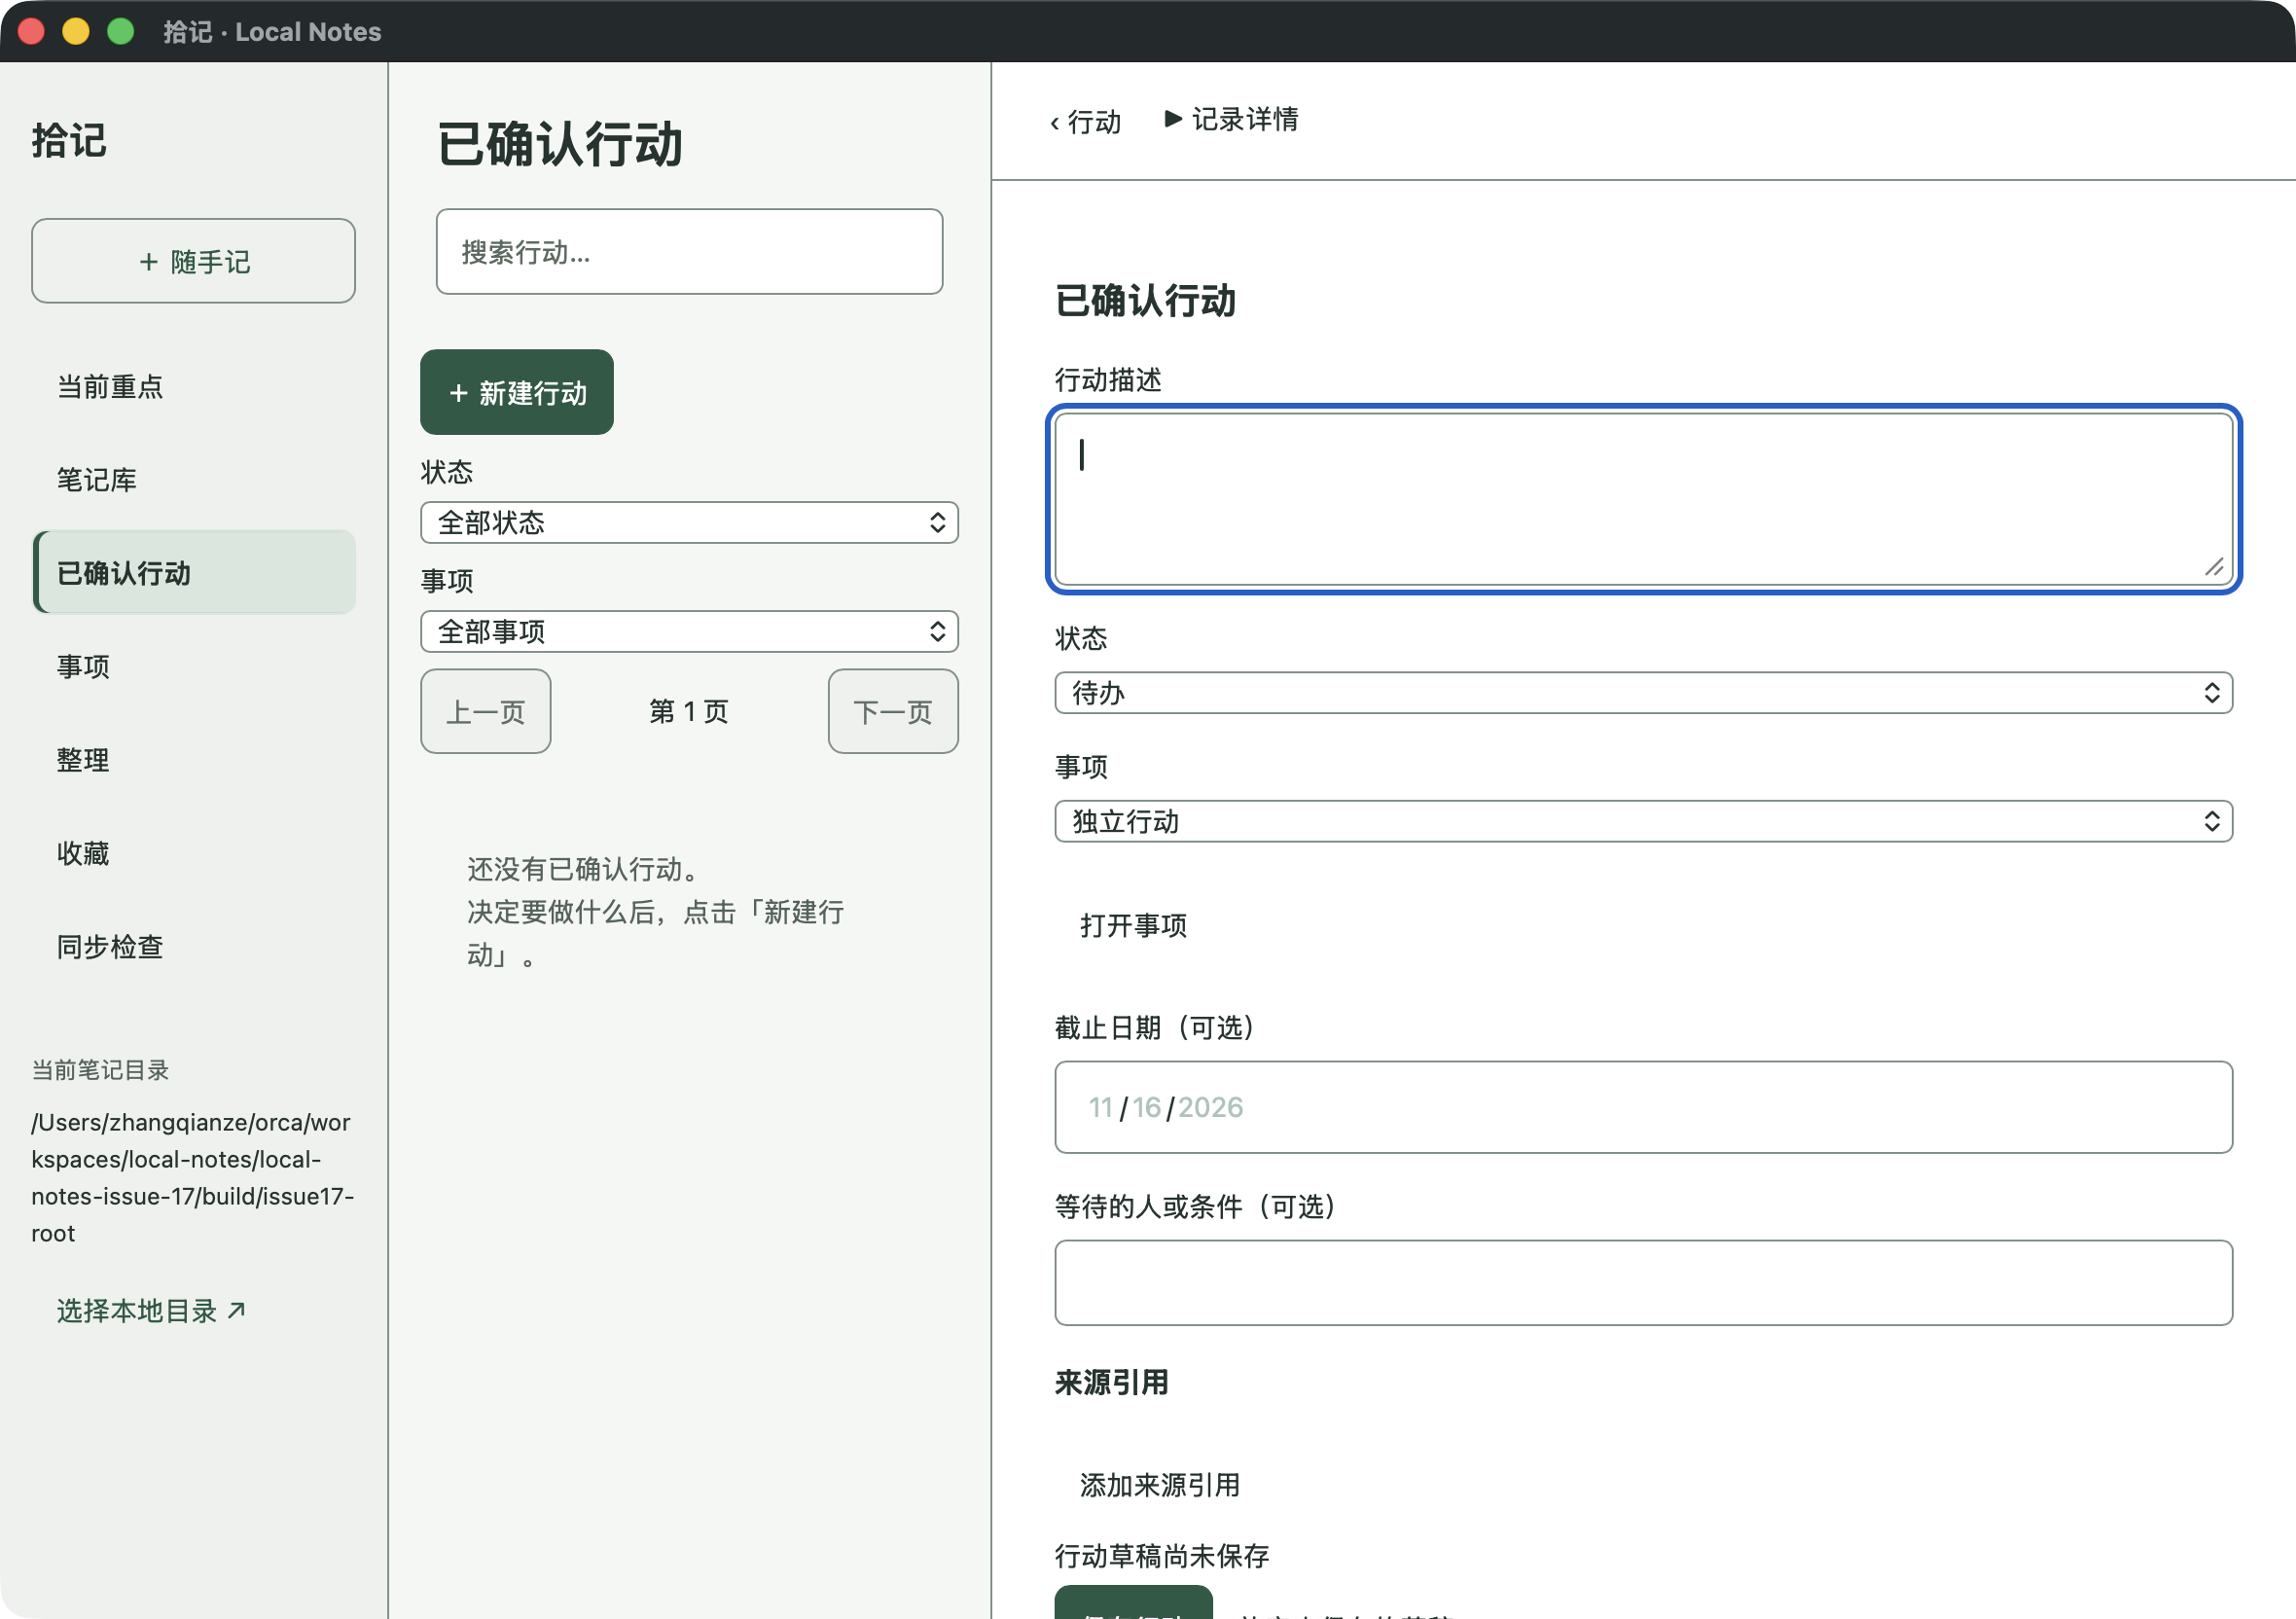 拾记 · Local Notes
拾记
+ 随手记
当前重点
笔记库
已确认行动
事项
整理
收藏
同步检查
当前笔记目录
/Users/zhangqianze/orca/wor
kspaces/local-notes/local-
notes-issue-17/build/issue17-
root
选择本地目录 ↗
已确认行动
搜索行动...
+ 新建行动
状态
全部状态
事项
全部事项
上一页 第 1 页 下一页
还没有已确认行动。
决定要做什么后，点击「新建行
动」。
‹ 行动 ▶ 记录详情
已确认行动
行动描述
状态
待办
事项
独立行动
打开事项
截止日期（可选）
11/16/2026
等待的人或条件（可选）
来源引用
添加来源引用
行动草稿尚未保存